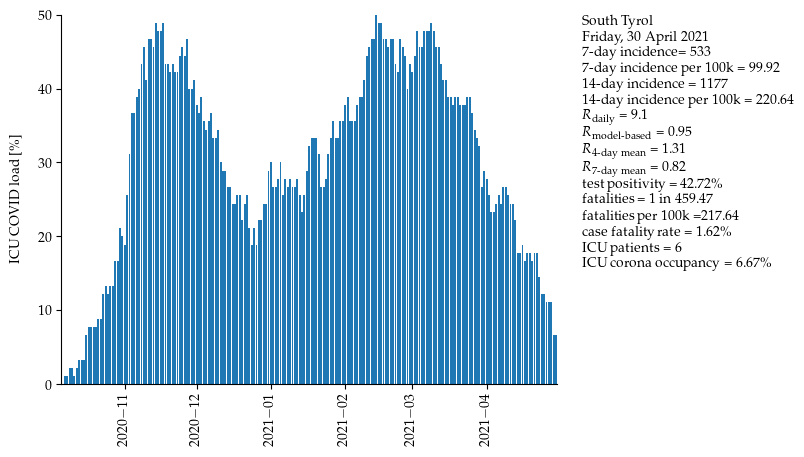 50
40
30
20
10
0
ICU COVID load [%]
2020−11
2020−12
2021−01
2021−02
2021−03
2021−04
South Tyrol
Friday, 30 April 2021
7-day incidence= 533
7-day incidence per 100k = 99.92
14-day incidence = 1177
14-day incidence per 100k = 220.64
Rdaily = 9.1
Rmodel-based = 0.95
R4-day mean = 1.31
R7-day mean = 0.82
test positivity = 42.72%
fatalities = 1 in 459.47
fatalities per 100k =217.64
case fatality rate = 1.62%
ICU patients = 6
ICU corona occupancy = 6.67%